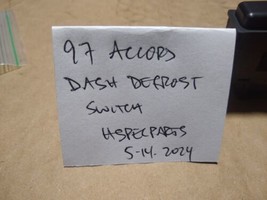 97 ACCORD
DASH DEFROST
SWITCH
HSPECPARTS
5-14.2024